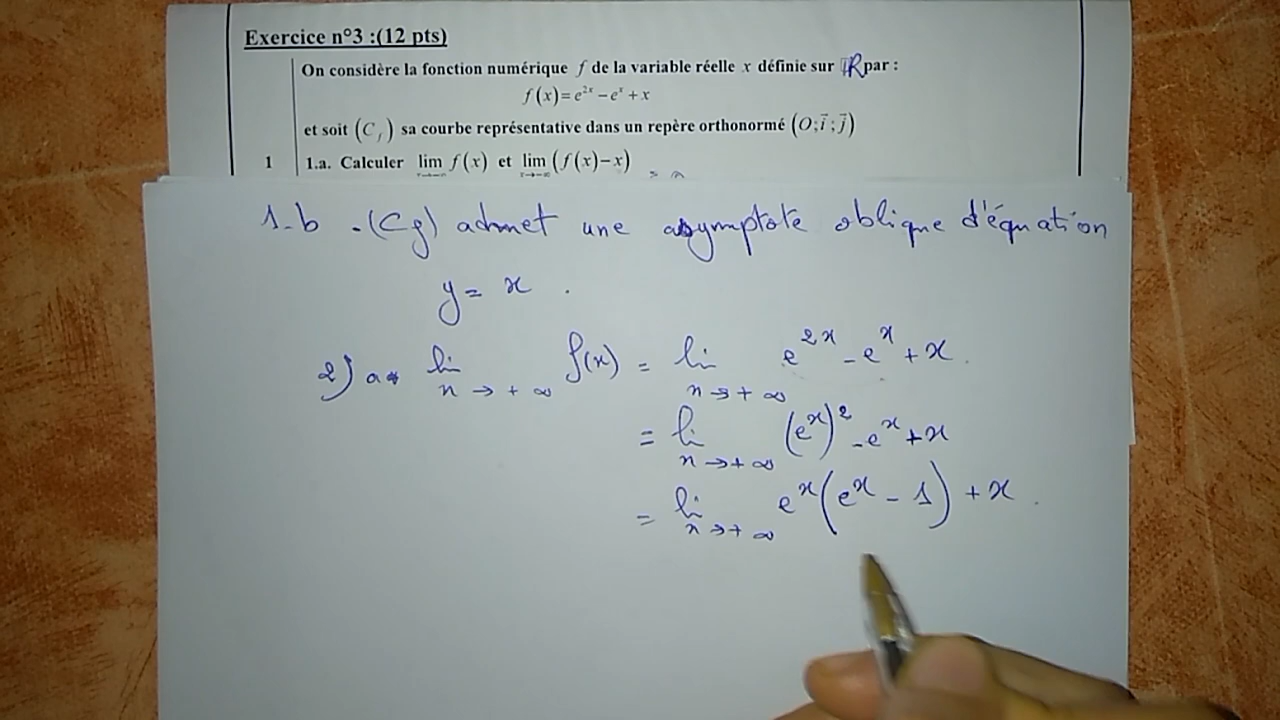 Exercice n°3 :(12 pts)
On considère la fonction numérique f de la variable réelle x définie sur ℝ par :
f(x)=e^{2x}-e^x+x
et soit (C_f) sa courbe représentative dans un repère orthonormé (O;i⃗;j⃗)
1 1.a. Calculer lim_{x→-∞} f(x) et lim_{x→-∞} (f(x)-x)
1-b . (Cf) admet une asymptote oblique d'équation
y = x .
2) a. lim_{x→+∞} f(x) = lim_{x→+∞} e^{2x} - e^x + x .
= lim_{x→+∞} (e^x)^2 - e^x + x
= lim_{x→+∞} e^x(e^x - 1) + x .